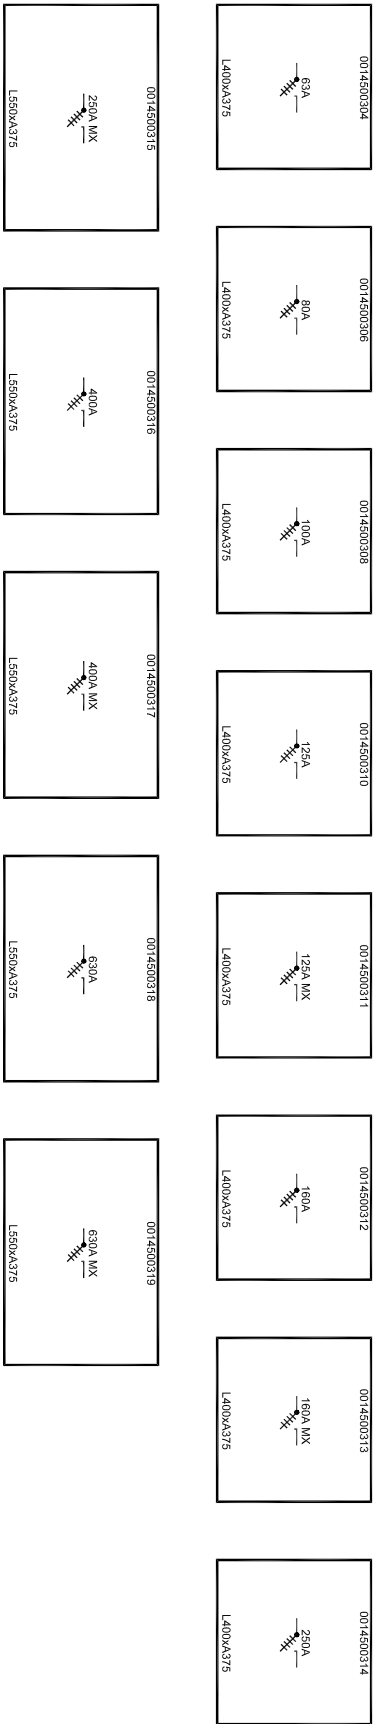 0014500304
63A
L400xA375
0014500306
80A
L400xA375
0014500308
100A
L400xA375
0014500310
125A
L400xA375
0014500311
125A MX
L400xA375
0014500312
160A
L400xA375
0014500313
160A MX
L400xA375
0014500314
250A
L400xA375
0014500315
250A MX
L550xA375
0014500316
400A
L550xA375
0014500317
400A MX
L550xA375
0014500318
630A
L550xA375
0014500319
630A MX
L550xA375